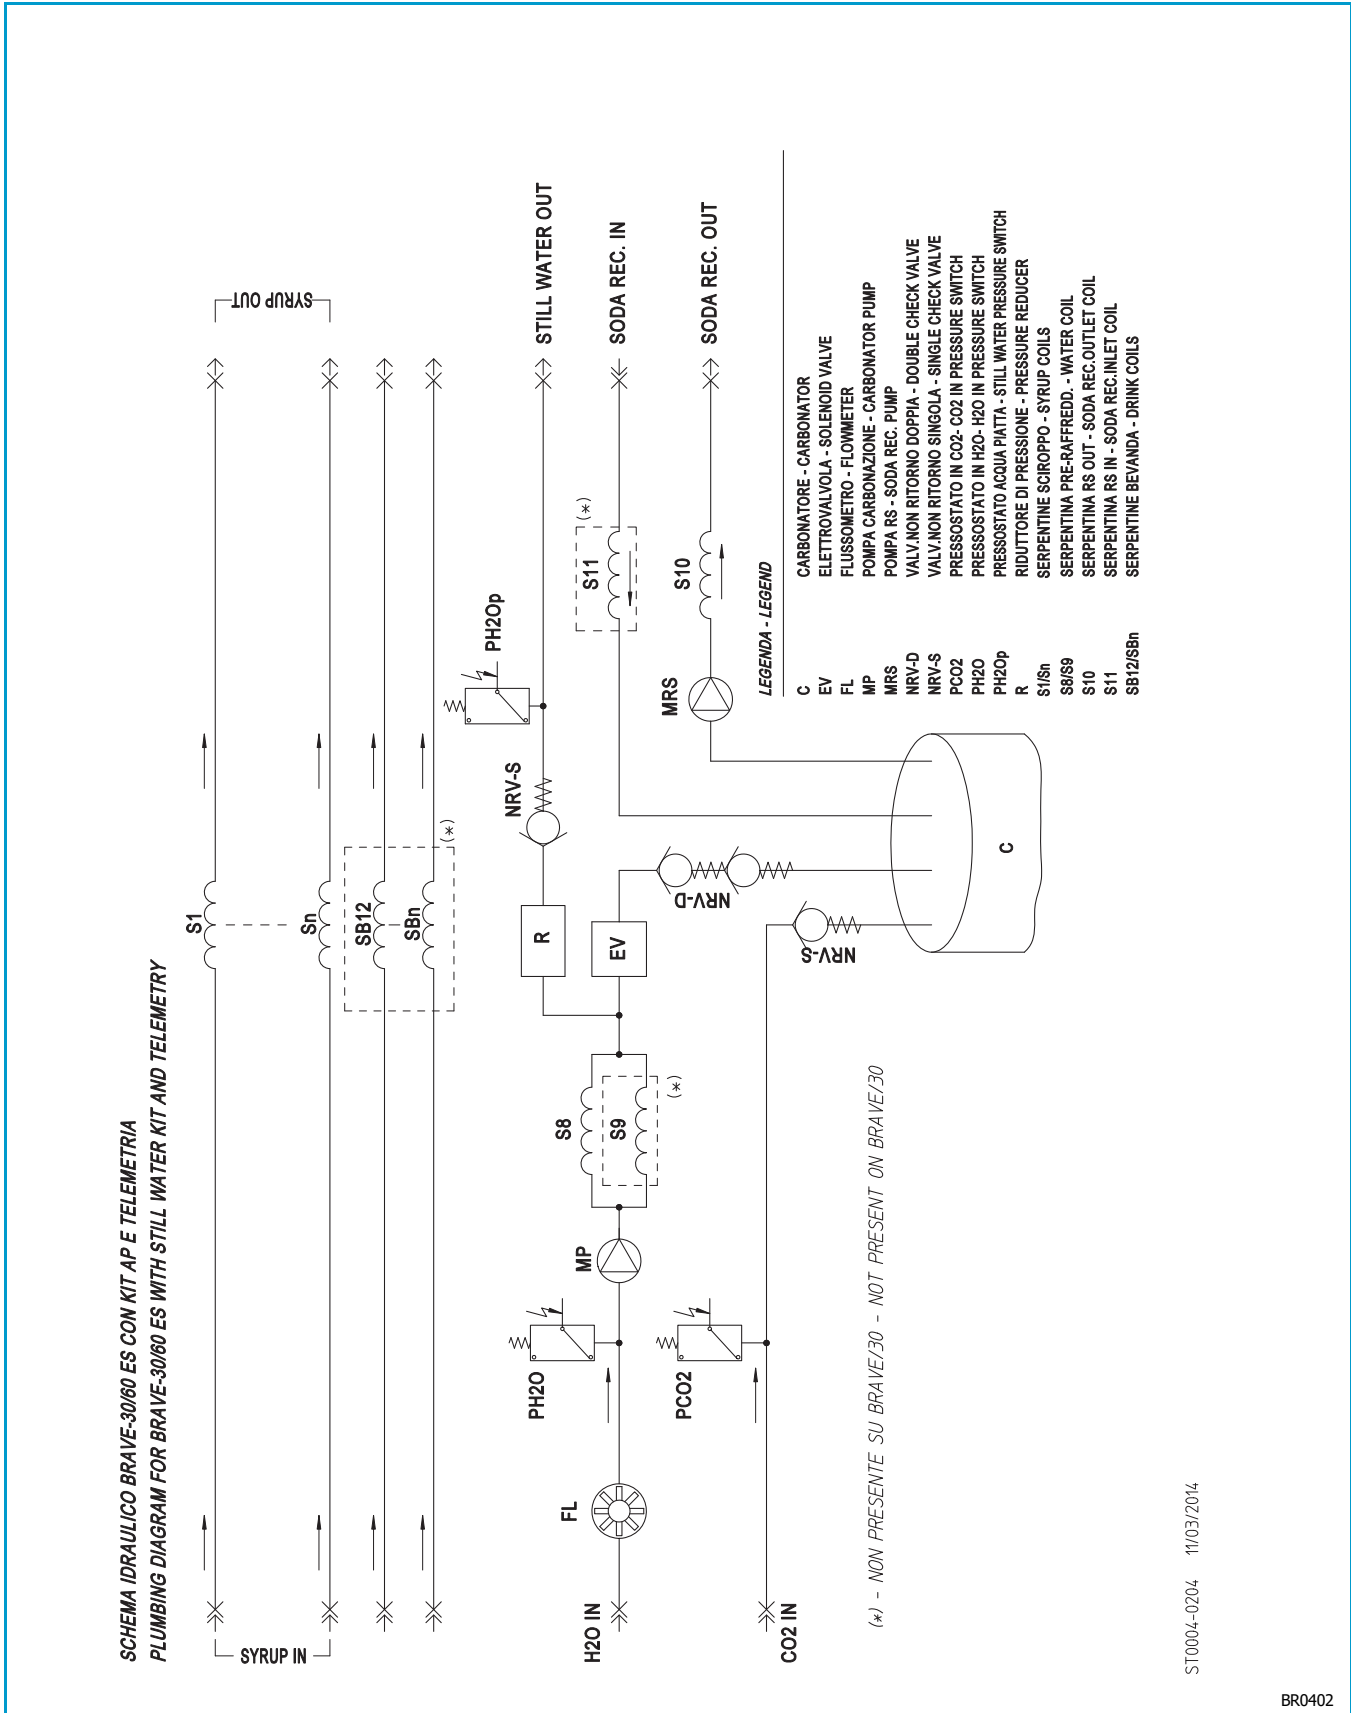 SCHEMA IDRAULICO BRAVE-30/60 ES CON KIT AP E TELEMETRIA
PLUMBING DIAGRAM FOR BRAVE-30/60 ES WITH STILL WATER KIT AND TELEMETRY
SYRUP IN
S1
Sn
SB12
SBn
(*)
SYRUP OUT
H2O IN
FL
PH2O
MP
S8
S9
(*)
R
EV
NRV-S
PH2Op
STILL WATER OUT
NRV-D
S11
(*)
SODA REC. IN
CO2 IN
PCO2
NRV-S
C
MRS
S10
SODA REC. OUT
LEGENDA - LEGEND
C CARBONATORE - CARBONATOR
EV ELETTROVALVOLA - SOLENOID VALVE
FL FLUSSOMETRO - FLOWMETER
MP POMPA CARBONAZIONE - CARBONATOR PUMP
MRS POMPA RS - SODA REC. PUMP
NRV-D VALV.NON RITORNO DOPPIA - DOUBLE CHECK VALVE
NRV-S VALV.NON RITORNO SINGOLA - SINGLE CHECK VALVE
PCO2 PRESSOSTATO IN CO2- CO2 IN PRESSURE SWITCH
PH2O PRESSOSTATO IN H2O- H2O IN PRESSURE SWITCH
PH2Op PRESSOSTATO ACQUA PIATTA - STILL WATER PRESSURE SWITCH
R RIDUTTORE DI PRESSIONE - PRESSURE REDUCER
S1/Sn SERPENTINE SCIROPPO - SYRUP COILS
S8/S9 SERPENTINA PRE-RAFFREDD. - WATER COIL
S10 SERPENTINA RS OUT - SODA REC.OUTLET COIL
S11 SERPENTINA RS IN - SODA REC.INLET COIL
SB12/SBn SERPENTINE BEVANDA - DRINK COILS
(*) - NON PRESENTE SU BRAVE/30 - NOT PRESENT ON BRAVE/30
ST0004-0204 11/03/2014
BR0402